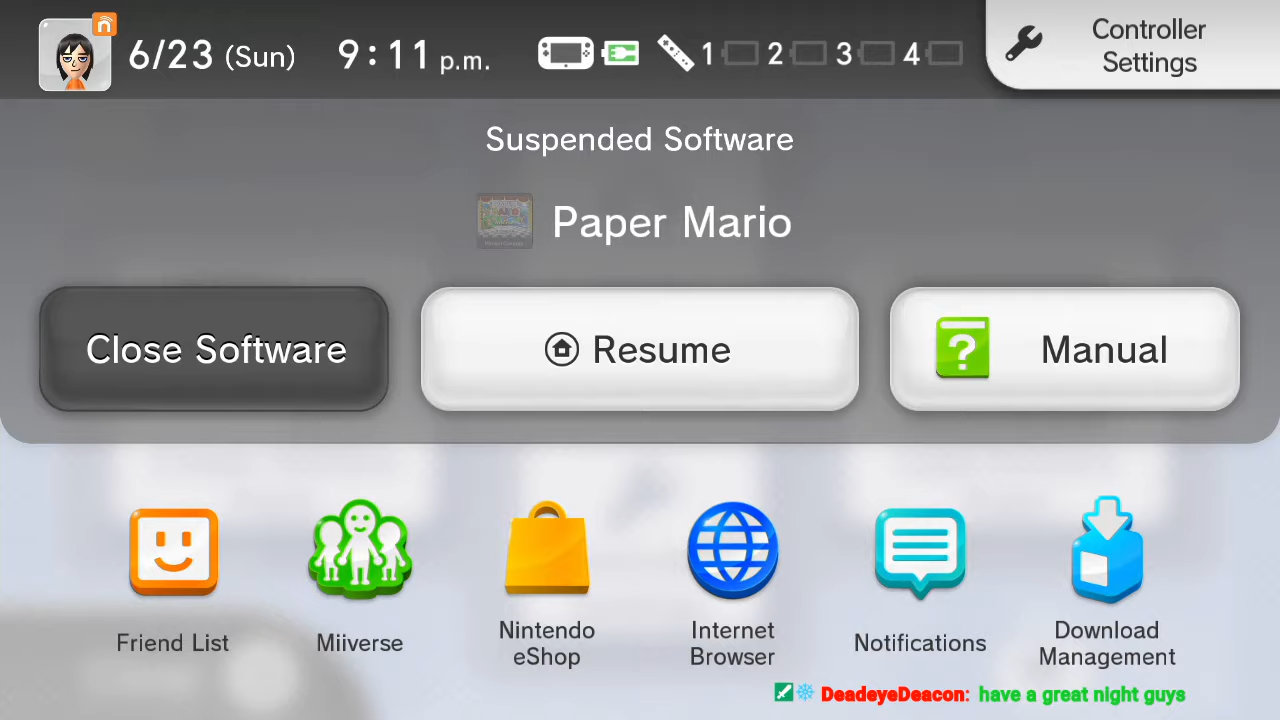 6/23 (Sun) 9:11 p.m. 1 2 3 4
Controller
Settings
Suspended Software
Paper Mario
Close Software
Resume
? Manual
Friend List
Miiverse
Nintendo
eShop
Internet
Browser
Notifications
Download
Management
DeadeyeDeacon: have a great night guys